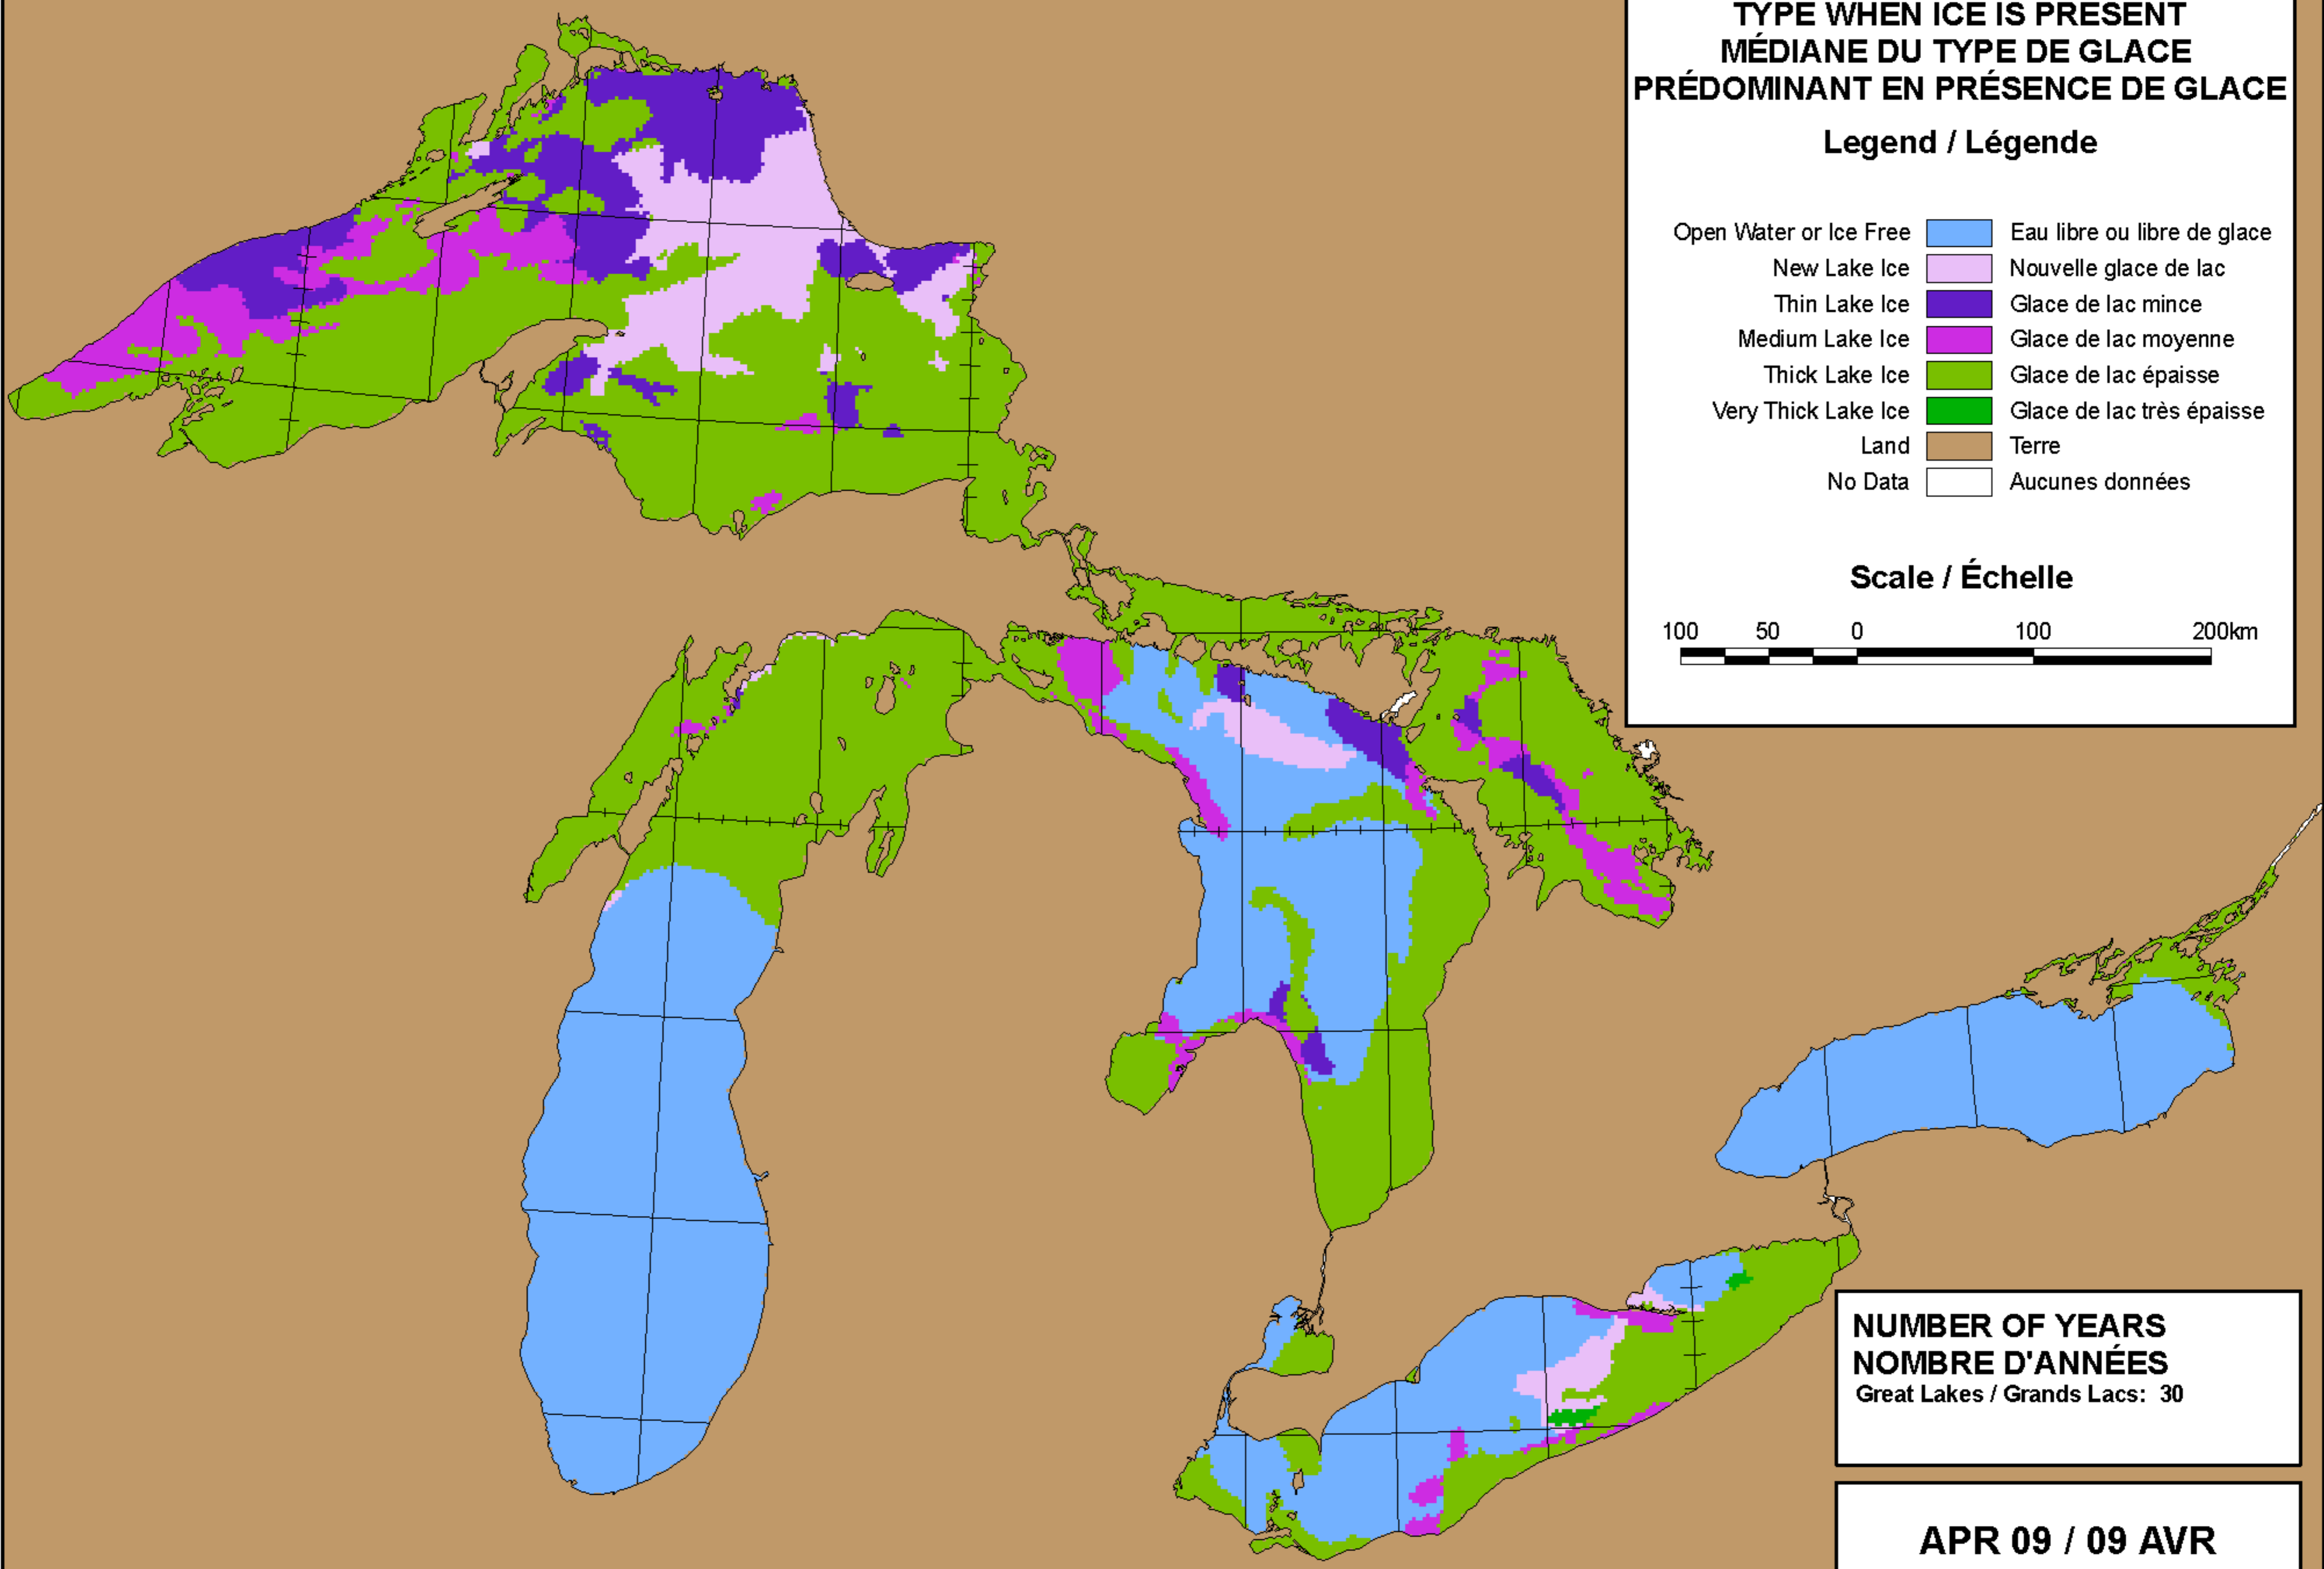 TYPE WHEN ICE IS PRESENT
MÉDIANE DU TYPE DE GLACE
PRÉDOMINANT EN PRÉSENCE DE GLACE
Legend / Légende
Open Water or Ice Free Eau libre ou libre de glace
New Lake Ice Nouvelle glace de lac
Thin Lake Ice Glace de lac mince
Medium Lake Ice Glace de lac moyenne
Thick Lake Ice Glace de lac épaisse
Very Thick Lake Ice Glace de lac très épaisse
Land Terre
No Data Aucunes données
Scale / Échelle
100 50 0 100 200km
NUMBER OF YEARS
NOMBRE D'ANNÉES
Great Lakes / Grands Lacs: 30
APR 09 / 09 AVR